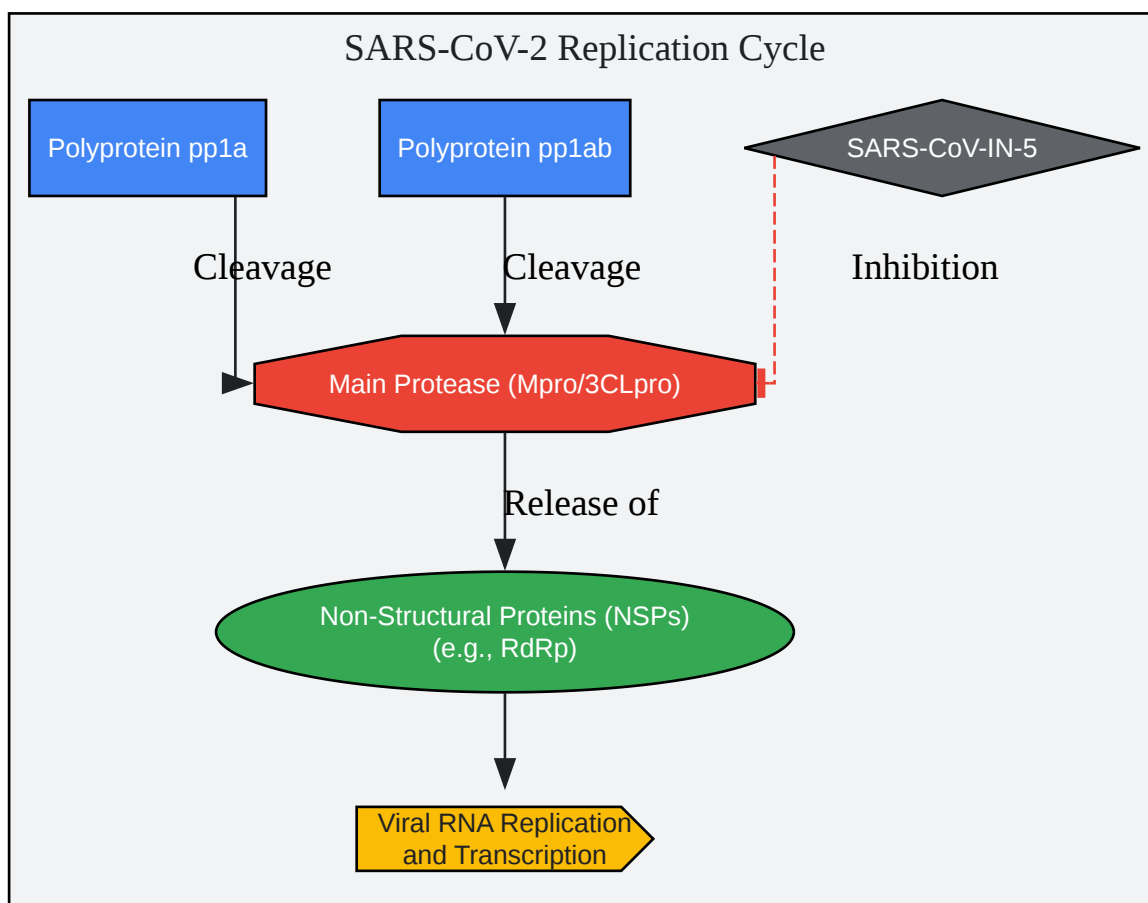 SARS-CoV-2 Replication Cycle
Polyprotein pp1a
Polyprotein pp1ab
SARS-CoV-IN-5
Cleavage
Cleavage
Inhibition
Main Protease (Mpro/3CLpro)
Release of
Non-Structural Proteins (NSPs)
(e.g., RdRp)
Viral RNA Replication
and Transcription